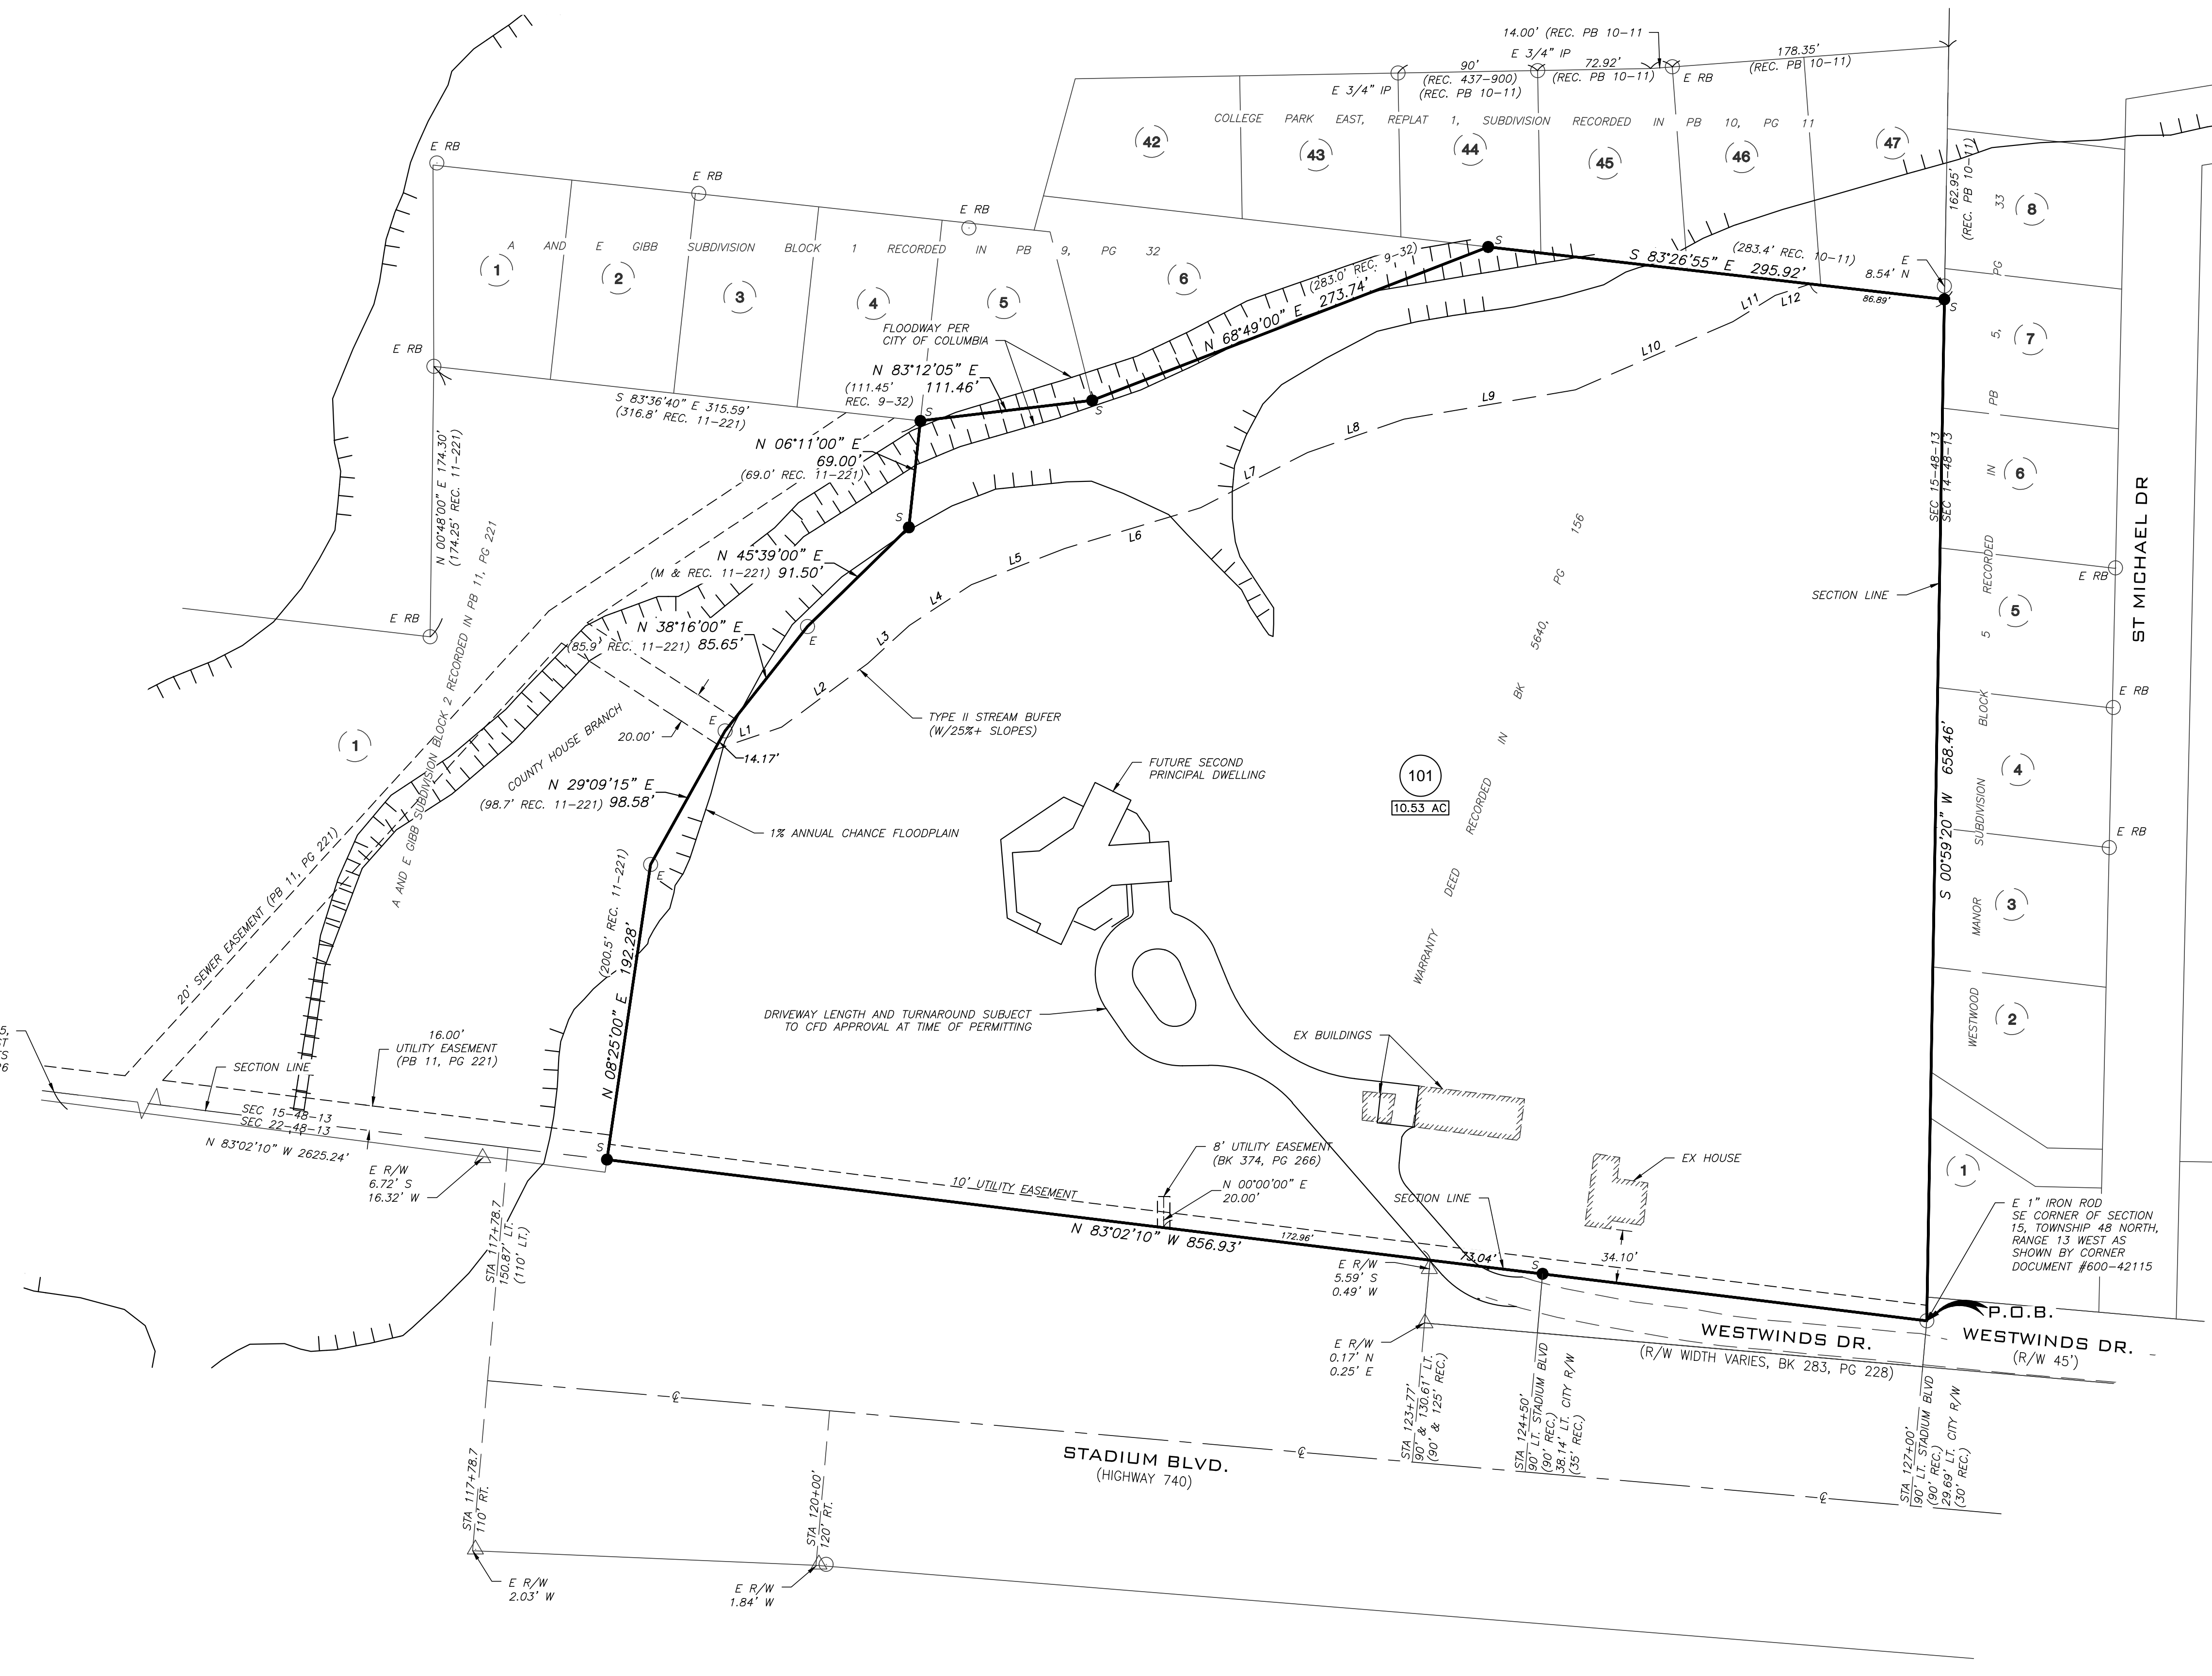 14.00' (REC. PB 10-11
E 3/4" IP
178.35'
(REC. PB 10-11)
90'
(REC. 437-900)
(REC. PB 10-11)
72.92'
(REC. PB 10-11)
E RB
E 3/4" IP
COLLEGE PARK EAST, REPLAT 1, SUBDIVISION RECORDED IN PB 10, PG 11
42
43
44
45
46
47
162.95'
(REC. PB 10-11)
E RB
E RB
E RB
A AND E GIBB SUBDIVISION BLOCK 1 RECORDED IN PB 9, PG 32
1
2
3
4
5
6
E RB
S 83°36'40" E 315.59'
(316.8' REC. 11-221)
N 00°48'00" E 174.30'
(174.25' REC. 11-221)
E RB
FLOODWAY PER
CITY OF COLUMBIA
(283.0' REC. 9-32)
N 68°49'00" E 273.74'
S
S 83°26'55" E 295.92'
(283.4' REC. 10-11)
E
8.54' N
86.89'
S
N 83°12'05" E
(111.45' 111.46'
REC. 9-32)
S
S
N 06°11'00" E
69.00'
(69.0' REC. 11-221)
S
N 45°39'00" E
(M & REC. 11-221) 91.50'
N 38°16'00" E
(85.9' REC. 11-221) 85.65'
E
E
L1
L2
L3
L4
L5
L6
L7
L8
L9
L10
L11
L12
TYPE II STREAM BUFER
(W/25%+ SLOPES)
20.00'
14.17'
COUNTY HOUSE BRANCH
N 29°09'15" E
(98.7' REC. 11-221) 98.58'
1% ANNUAL CHANCE FLOODPLAIN
E
A AND E GIBB SUBDIVISION BLOCK 2 RECORDED IN PB 11, PG 221
1
20' SEWER EASEMENT (PB 11, PG 221)
(200.5' REC. 11-221)
N 08°25'00" E 192.28'
FUTURE SECOND
PRINCIPAL DWELLING
101
10.53 AC
WARRANTY DEED RECORDED IN BK 5640, PG 156
SECTION LINE
SEC 15-48-13
SEC 14-48-13
S 00°59'20" W 658.46'
WESTWOOD MANOR SUBDIVISION BLOCK 5 RECORDED IN PB 5, PG 33
8
7
6
5
4
3
2
1
E RB
E RB
E RB
ST MICHAEL DR
DRIVEWAY LENGTH AND TURNAROUND SUBJECT
TO CFD APPROVAL AT TIME OF PERMITTING
EX BUILDINGS
EX HOUSE
34.10'
5,
ST
TS
26
SECTION LINE
16.00'
UTILITY EASEMENT
(PB 11, PG 221)
SEC 15-48-13
SEC 22-48-13
N 83°02'10" W 2625.24'
E R/W
6.72' S
16.32' W
S
10' UTILITY EASEMENT
8' UTILITY EASEMENT
(BK 374, PG 266)
N 00°00'00" E
20.00'
N 83°02'10" W 856.93'
172.96'
SECTION LINE
73.04'
S
E R/W
5.59' S
0.49' W
E R/W
0.17' N
0.25' E
E 1" IRON ROD
SE CORNER OF SECTION
15, TOWNSHIP 48 NORTH,
RANGE 13 WEST AS
SHOWN BY CORNER
DOCUMENT #600-42115
P.O.B.
WESTWINDS DR.
(R/W WIDTH VARIES, BK 283, PG 228)
WESTWINDS DR.
(R/W 45')
STA 117+78.7
150.87' LT.
(110' LT.)
STA 123+77'
90' & 130.61' LT.
(90' & 125' REC.)
STA 124+50'
90' LT. STADIUM BLVD
(90' REC.)
38.14' LT. CITY R/W
(35' REC.)
STA 127+00'
90' LT. STADIUM BLVD
(90' REC.)
29.69' LT. CITY R/W
(30' REC.)
STADIUM BLVD.
(HIGHWAY 740)
STA 117+78.7
110' RT.
STA 120+00'
120' RT.
E R/W
2.03' W
E R/W
1.84' W